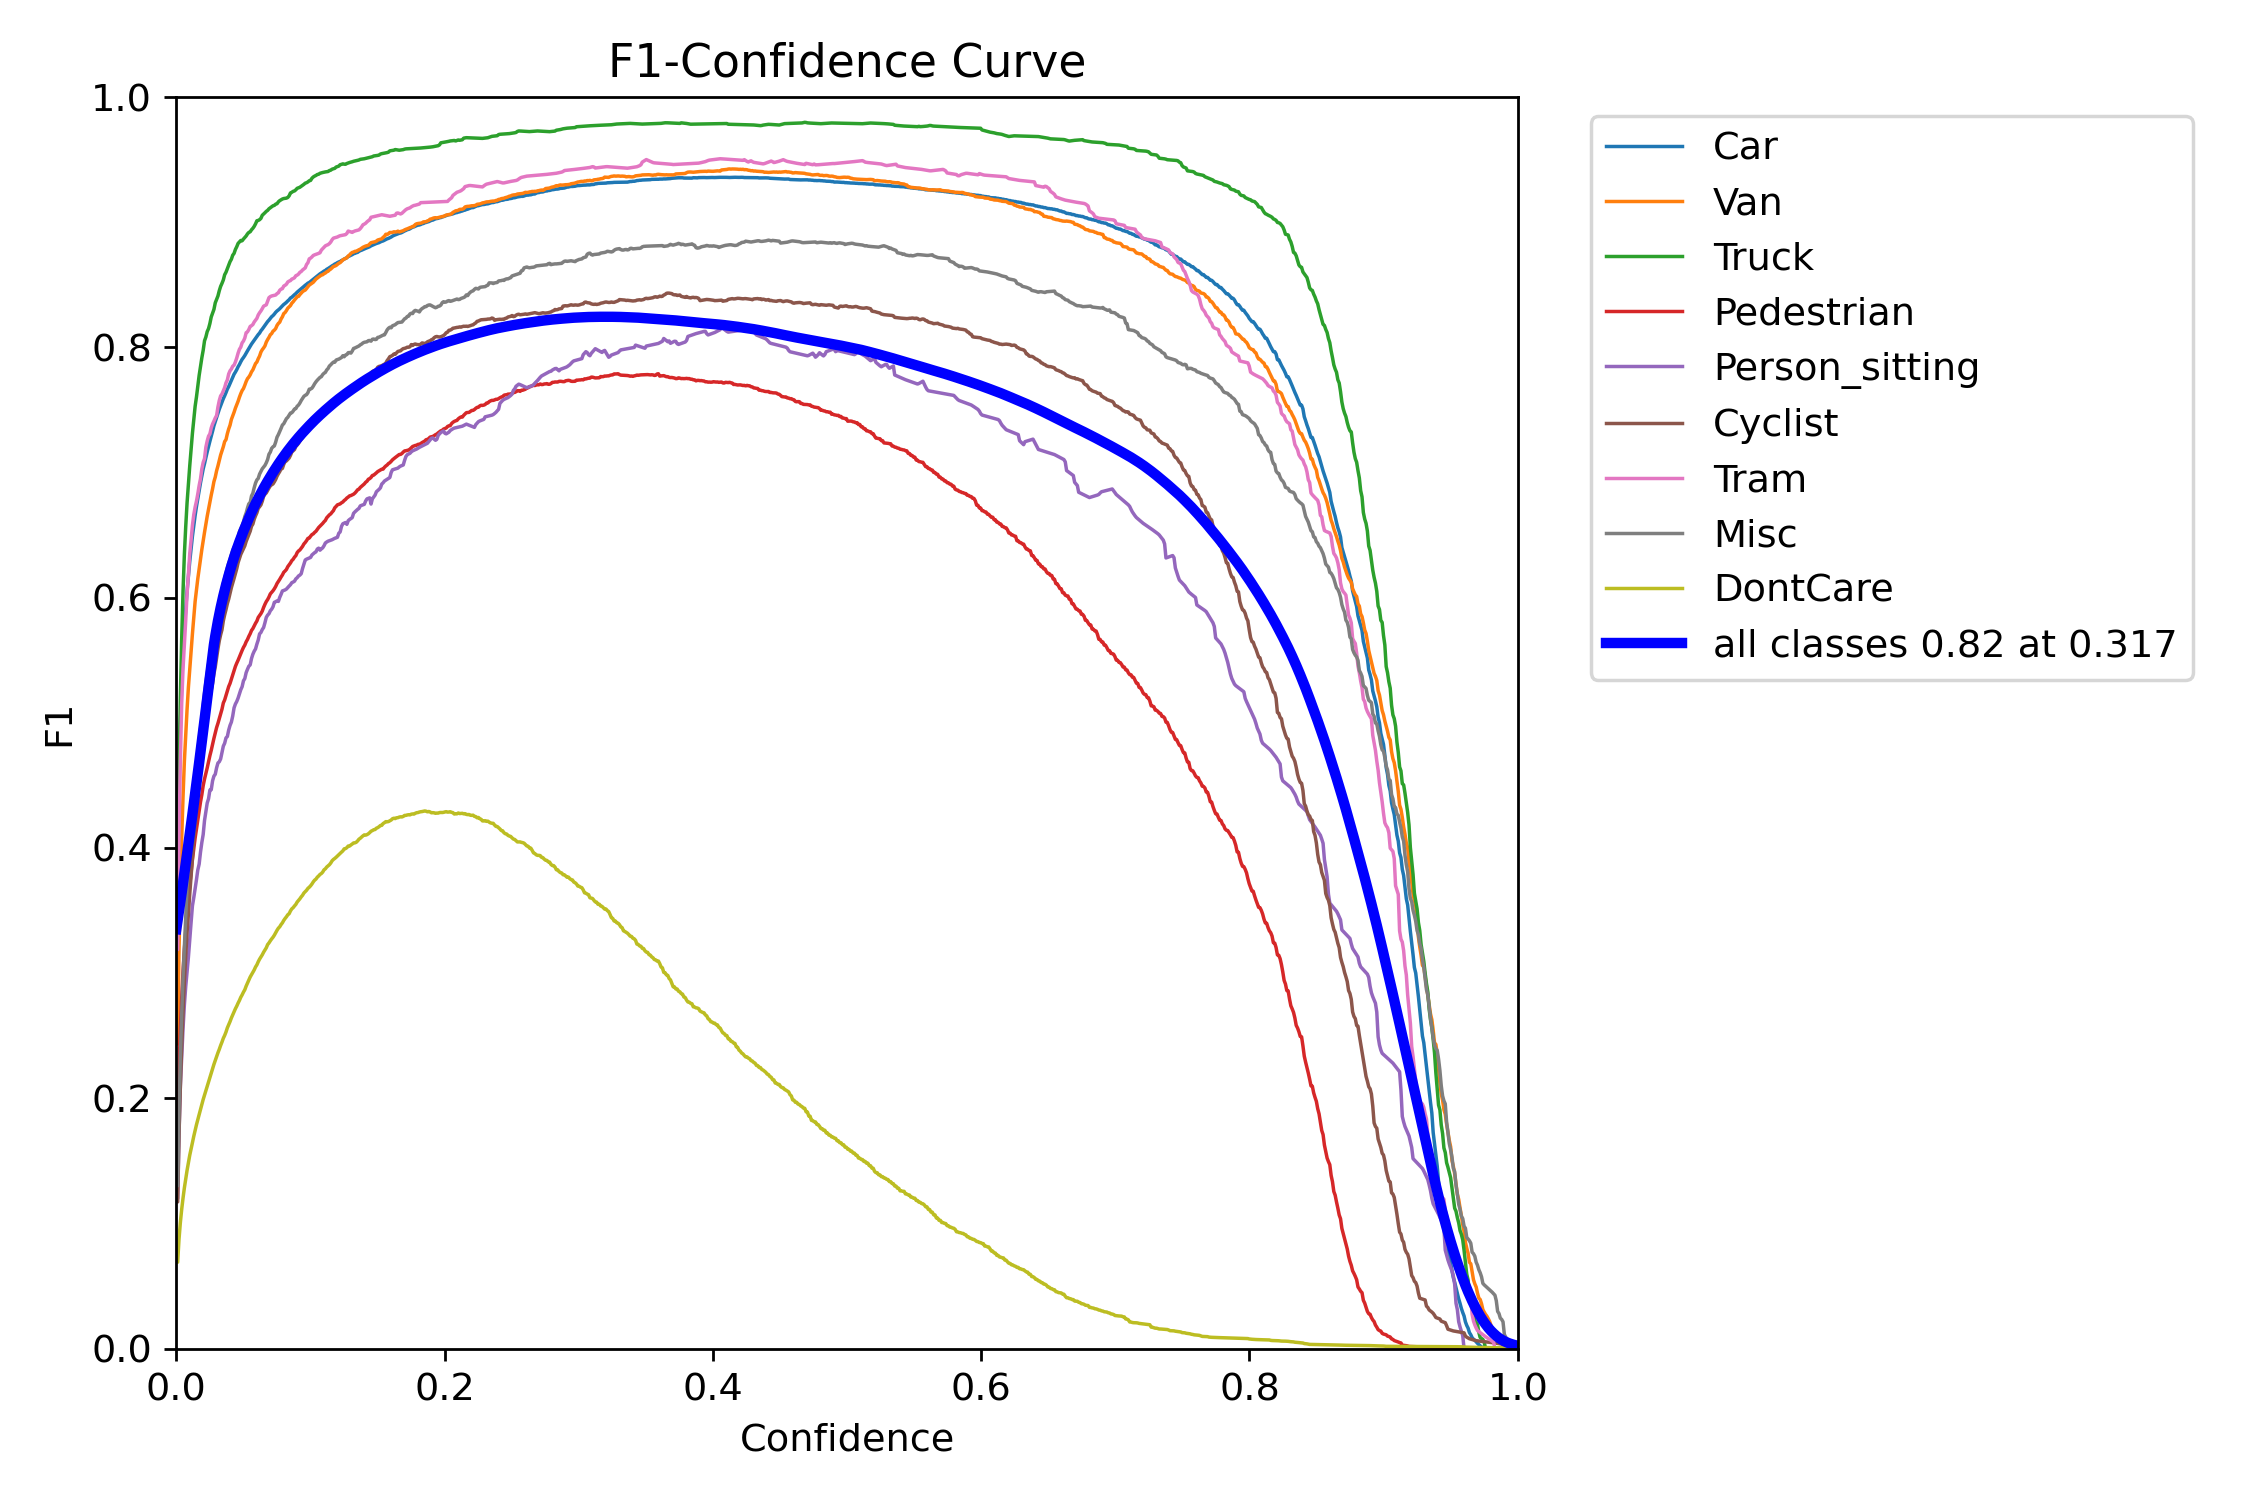 F1-Confidence Curve
1.0
0.8
0.6
0.4
0.2
0.0
F1
0.0 0.2 0.4 0.6 0.8 1.0
Confidence
Car
Van
Truck
Pedestrian
Person_sitting
Cyclist
Tram
Misc
DontCare
all classes 0.82 at 0.317